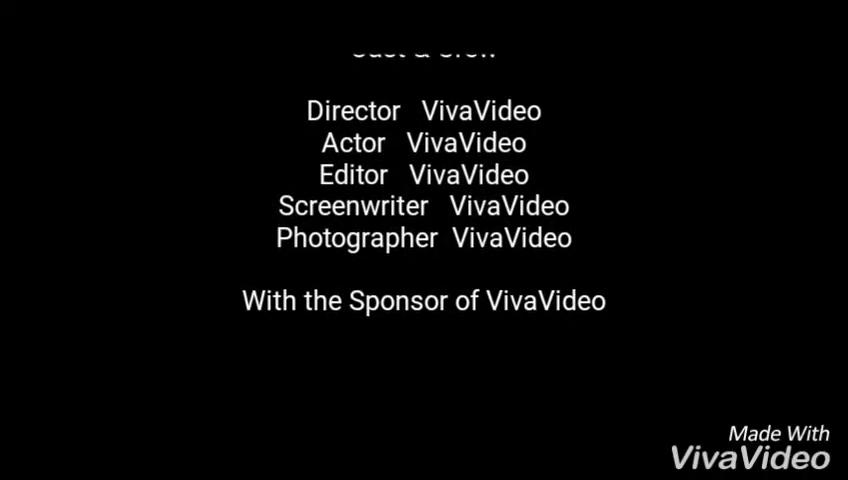 Director VivaVideo
Actor VivaVideo
Editor VivaVideo
Screenwriter VivaVideo
Photographer VivaVideo
With the Sponsor of VivaVideo
Made With
VivaVideo